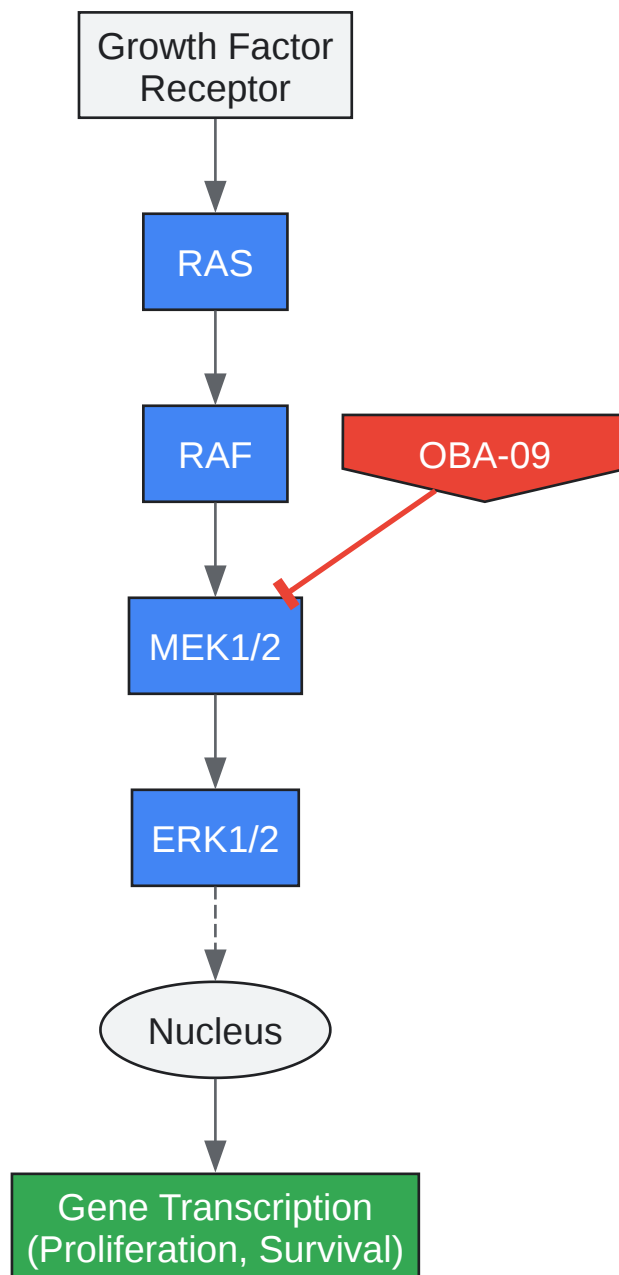 Growth Factor
Receptor
RAS
RAF
OBA-09
MEK1/2
ERK1/2
Nucleus
Gene Transcription
(Proliferation, Survival)